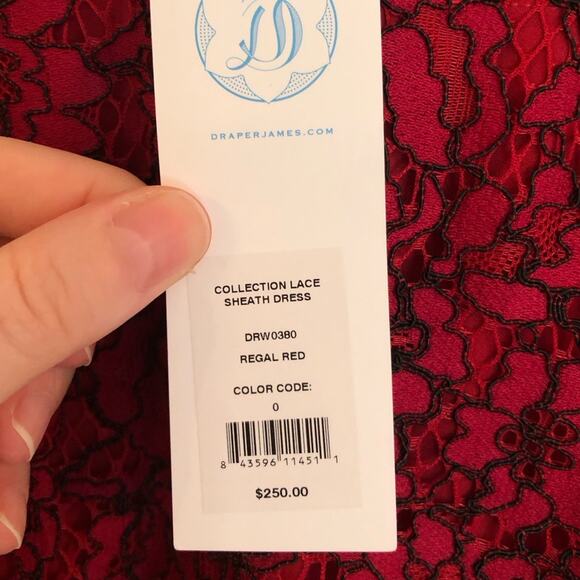 D
DRAPERJAMES.COM
COLLECTION LACE
SHEATH DRESS
DRW0380
REGAL RED
COLOR CODE:
0
8 43596 11451 1
$250.00